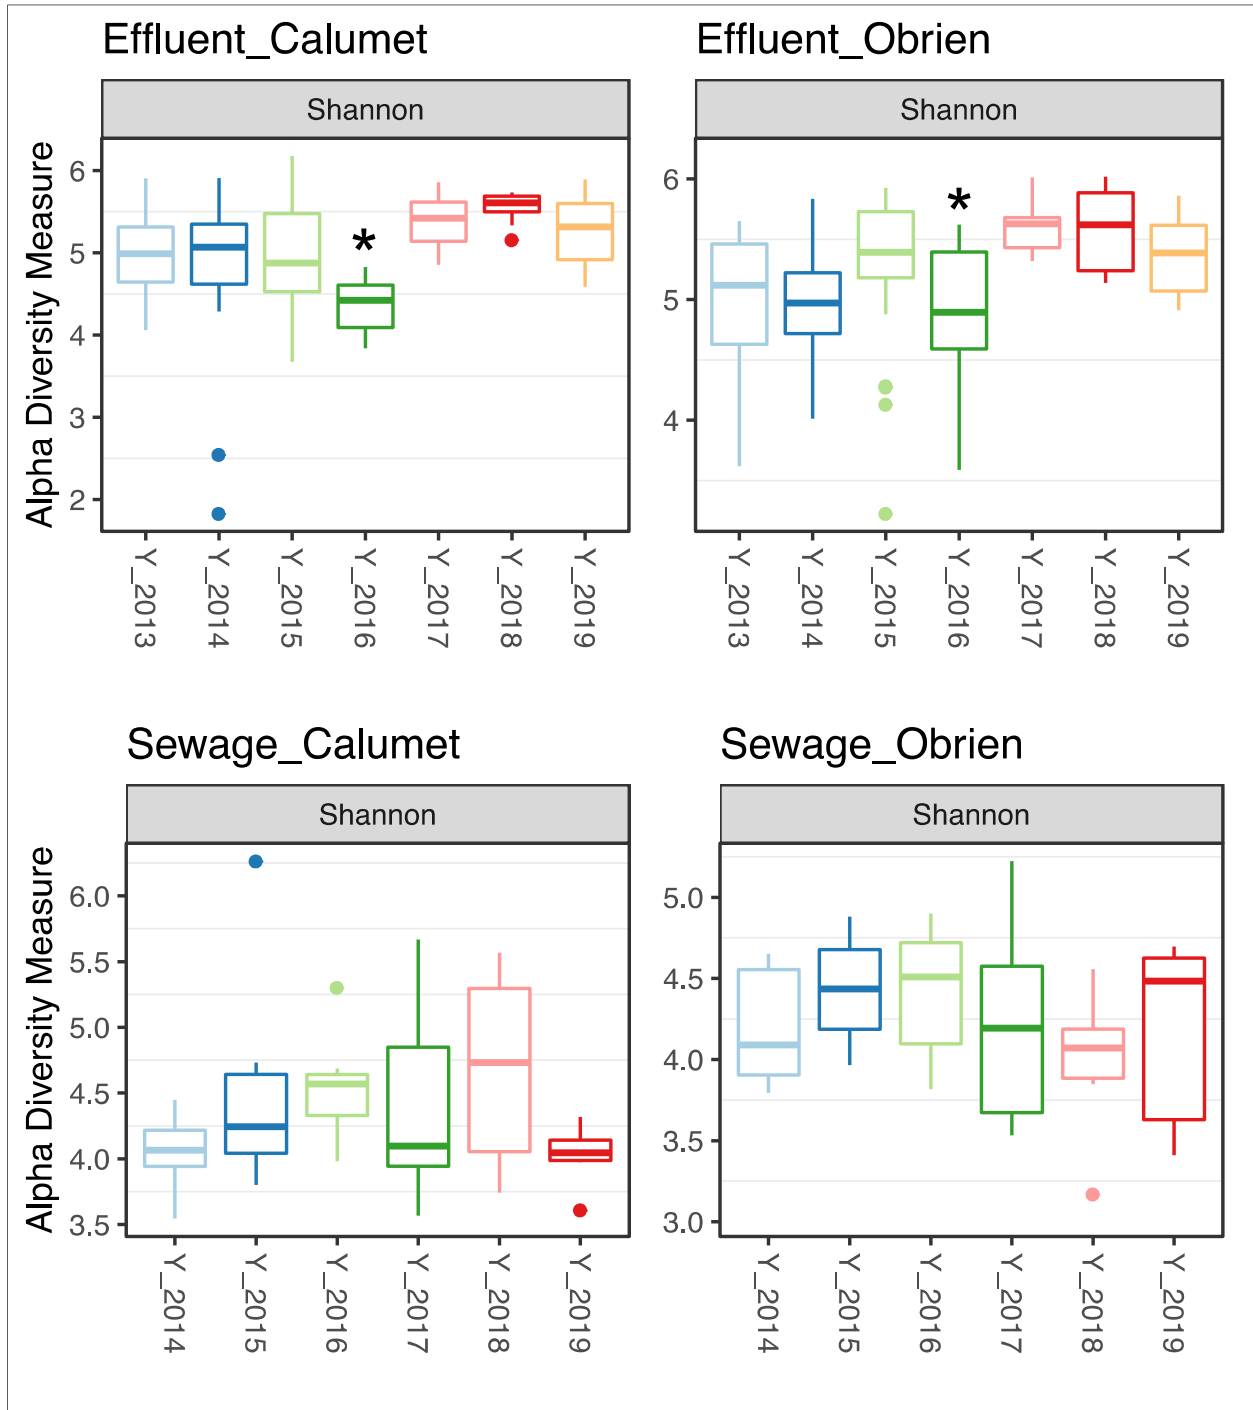 Effluent_Calumet
Shannon
Alpha Diversity Measure
6
5
4
3
2
*
Y_2013
Y_2014
Y_2015
Y_2016
Y_2017
Y_2018
Y_2019
Effluent_Obrien
Shannon
6
5
4
*
Y_2013
Y_2014
Y_2015
Y_2016
Y_2017
Y_2018
Y_2019
Sewage_Calumet
Shannon
Alpha Diversity Measure
6.0
5.5
5.0
4.5
4.0
3.5
Y_2014
Y_2015
Y_2016
Y_2017
Y_2018
Y_2019
Sewage_Obrien
Shannon
5.0
4.5
4.0
3.5
3.0
Y_2014
Y_2015
Y_2016
Y_2017
Y_2018
Y_2019